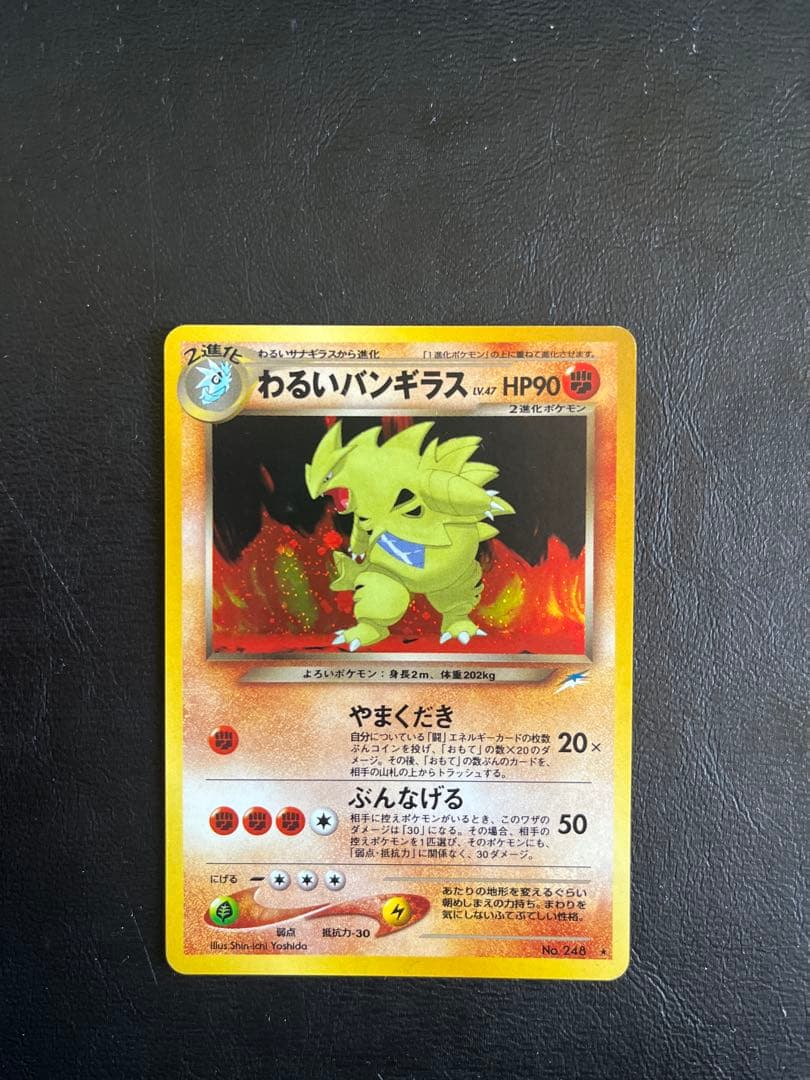 2進化
わるいサナギラスから進化 「1進化ポケモン」の上に重ねて進化させます。
わるいバンギラス LV.47 HP90
2進化ポケモン
よろいポケモン：身長2m、体重202kg
やまくだき
自分についている「闘」エネルギーカードの枚数
ぶんコインを投げ、「おもて」の数×20のダ
メージ。その後、「おもて」の数ぶんのカードを、
相手の山札の上からトラッシュする。
20×
ぶんなげる
相手に控えポケモンがいるとき、このワザの
ダメージは「30」になる。その場合、相手の
控えポケモンを1匹選び、そのポケモンにも、
「弱点・抵抗力」に関係なく、30ダメージ。
50
にげる
弱点 抵抗力-30
あたりの地形を変えるぐらい
朝めしまえの力持ち。まわりを
気にしないふてぶてしい性格。
Illus Shin-ichi Yoshida
No. 248 ★